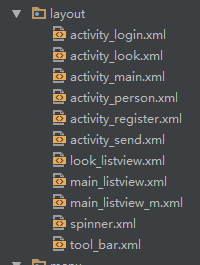 layout
activity_login.xml
activity_look.xml
activity_main.xml
activity_person.xml
activity_register.xml
activity_send.xml
look_listview.xml
main_listview.xml
main_listview_m.xml
spinner.xml
tool_bar.xml